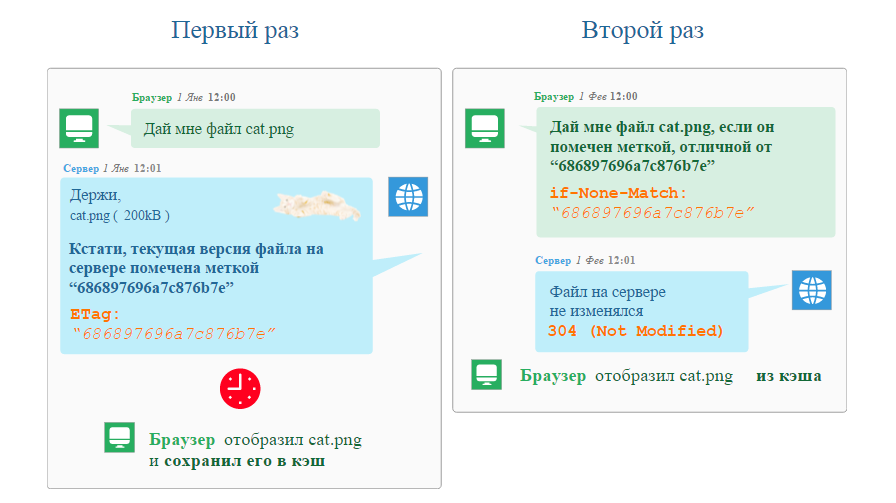 Первый раз
Браузер 1 Янв 12:00
Дай мне файл cat.png
Сервер 1 Янв 12:01
Держи,
cat.png ( 200kB )
Кстати, текущая версия файла на
сервере помечена меткой
“686897696a7c876b7e”
ETag:
“686897696a7c876b7e”
Браузер отобразил cat.png
и сохранил его в кэш
Второй раз
Браузер 1 Фев 12:00
Дай мне файл cat.png, если он
помечен меткой, отличной от
“686897696a7c876b7e”
if-None-Match:
“686897696a7c876b7e”
Сервер 1 Фев 12:01
Файл на сервере
не изменялся
304 (Not Modified)
Браузер отобразил cat.png из кэша